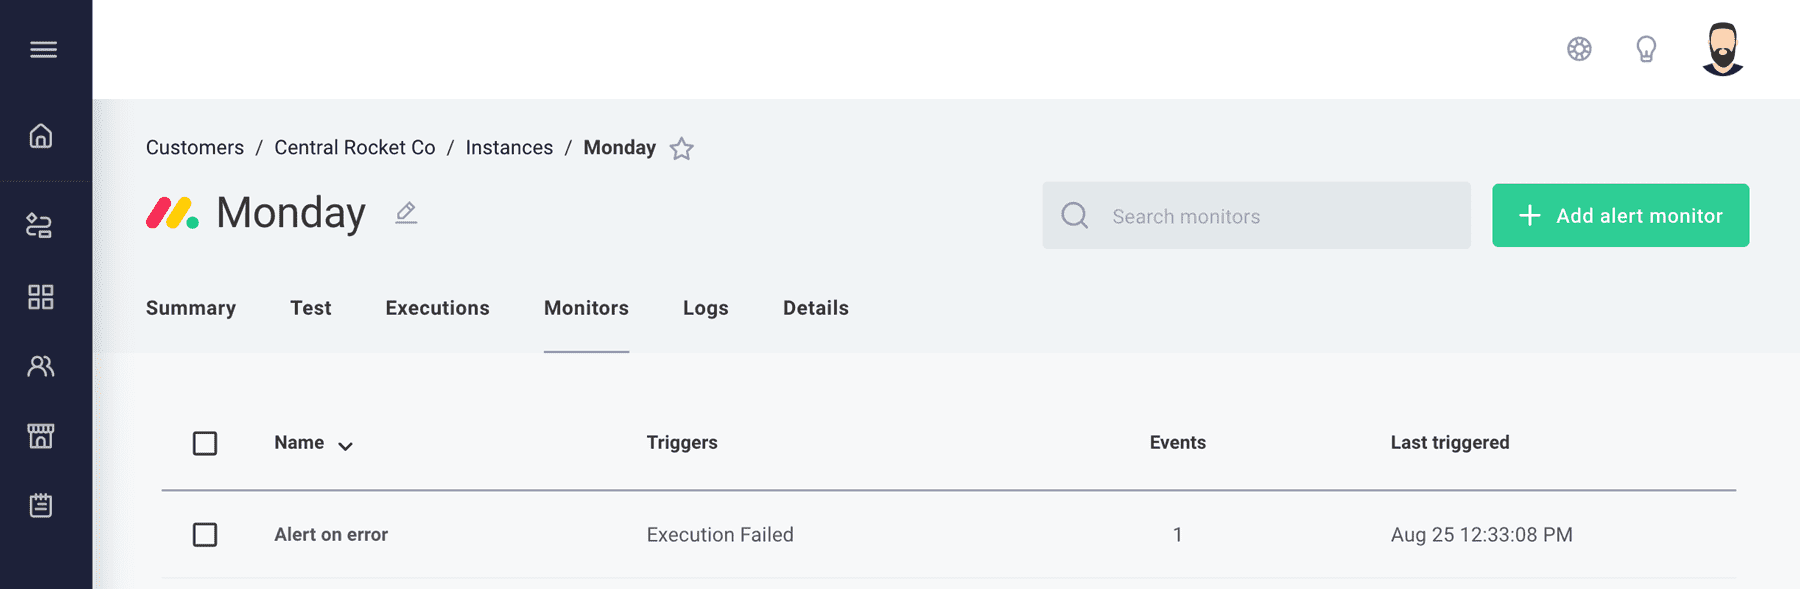 Customers / Central Rocket Co / Instances / Monday
Monday
Search monitors
Add alert monitor
Summary Test Executions Monitors Logs Details
Name Triggers Events Last triggered
Alert on error Execution Failed 1 Aug 25 12:33:08 PM